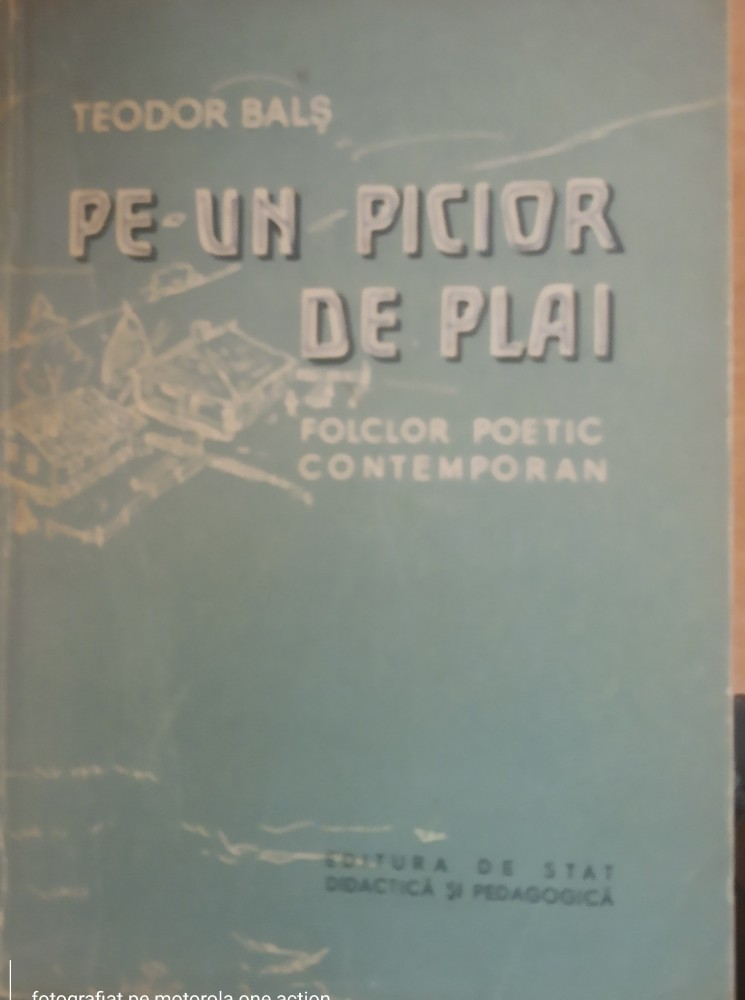 TEODOR BALȘ
PE-UN PICIOR
DE PLAI
FOLCLOR POETIC
CONTEMPORAN
EDITURA DE STAT
DIDACTICĂ ȘI PEDAGOGICĂ
fotografiat pe motorola one action